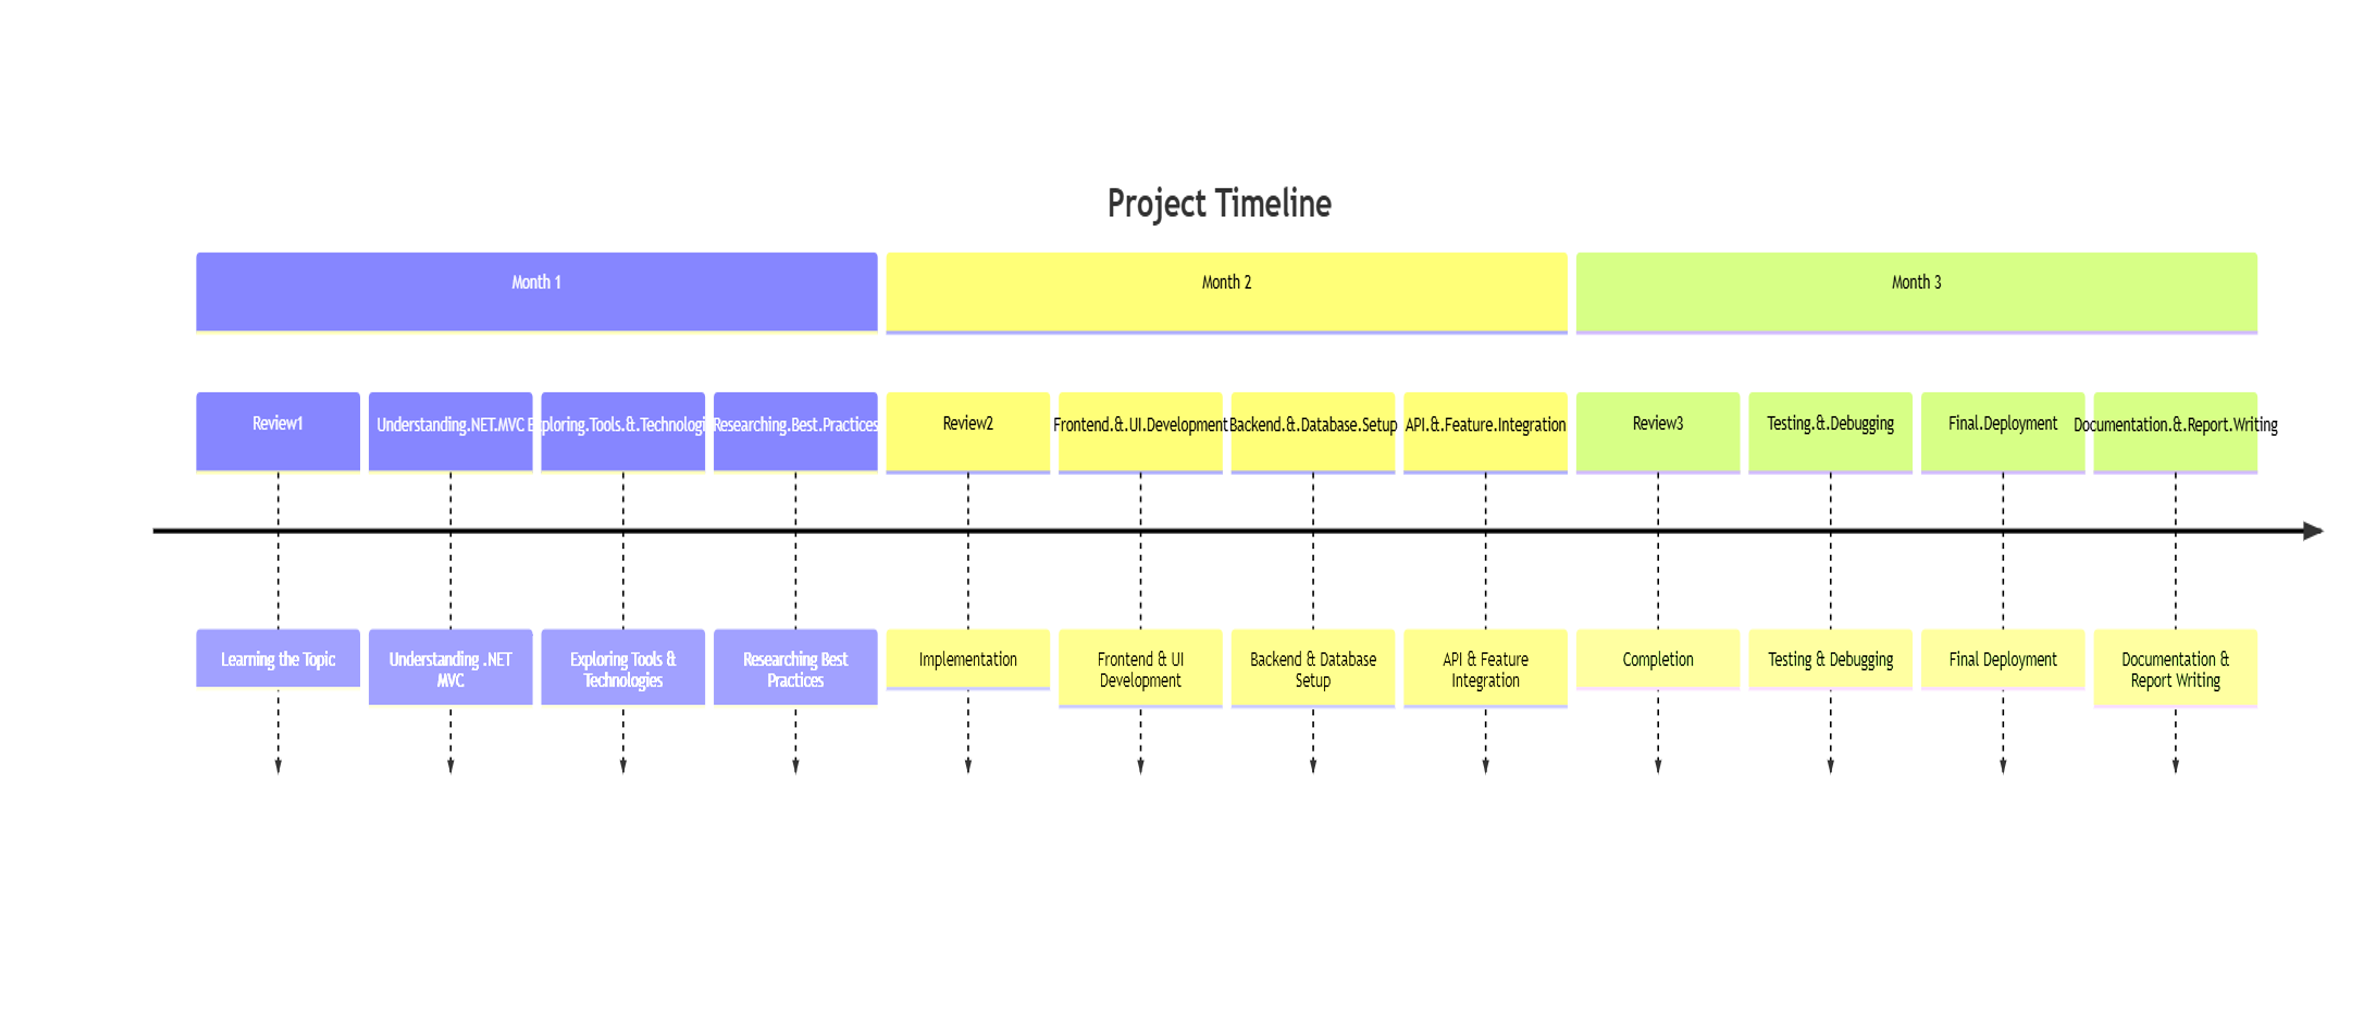 Project Timeline
Month 1
Month 2
Month 3
Review1
Understanding.NET.MVC
E ploring.Tools.&.Technologi
Researching.Best.Practices
Review2
Frontend.&.UI.Development
Backend.&.Database.Setup
API.&.Feature.Integration
Review3
Testing.&.Debugging
Final.Deployment
Documentation.&.Report.Writing
Learning the Topic
Understanding .NET
MVC
Exploring Tools &
Technologies
Researching Best
Practices
Implementation
Frontend & UI
Development
Backend & Database
Setup
API & Feature
Integration
Completion
Testing & Debugging
Final Deployment
Documentation &
Report Writing